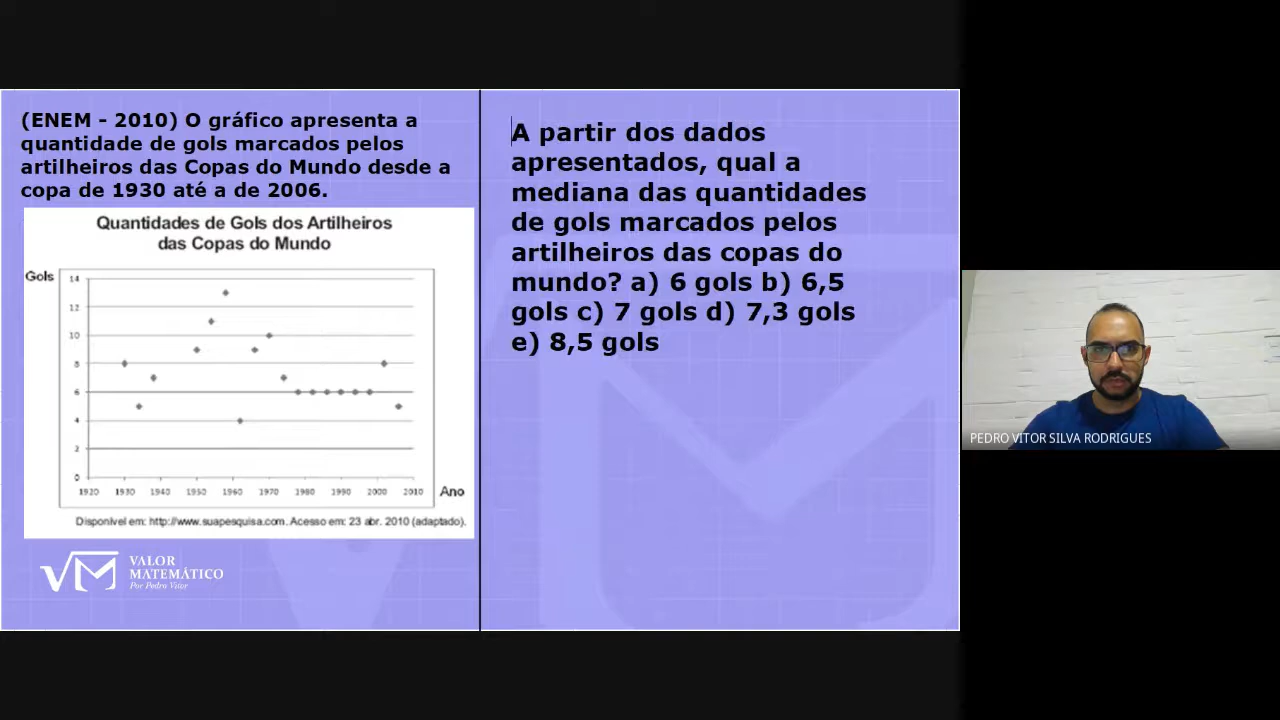 (ENEM - 2010) O gráfico apresenta a
quantidade de gols marcados pelos
artilheiros das Copas do Mundo desde a
copa de 1930 até a de 2006.
Quantidades de Gols dos Artilheiros
das Copas do Mundo
Gols
14
12
10
8
6
4
2
0
1920 1930 1940 1950 1960 1970 1980 1990 2000 2010
Ano
Disponível em: http://www.suapesquisa.com. Acesso em: 23 abr. 2010 (adaptado).
VM
VALOR
MATEMÁTICO
Por Pedro Vitor
A partir dos dados
apresentados, qual a
mediana das quantidades
de gols marcados pelos
artilheiros das copas do
mundo? a) 6 gols b) 6,5
gols c) 7 gols d) 7,3 gols
e) 8,5 gols
PEDRO VITOR SILVA RODRIGUES